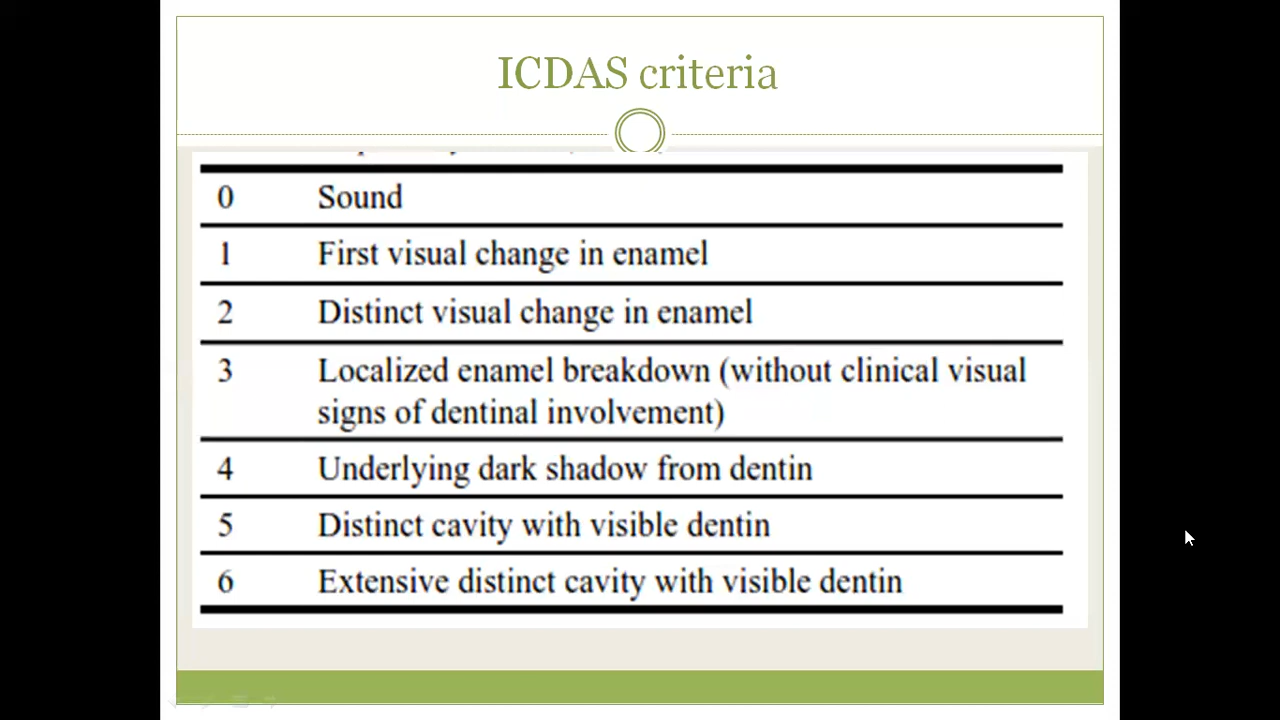 ICDAS criteria
0 Sound
1 First visual change in enamel
2 Distinct visual change in enamel
3 Localized enamel breakdown (without clinical visual
signs of dentinal involvement)
4 Underlying dark shadow from dentin
5 Distinct cavity with visible dentin
6 Extensive distinct cavity with visible dentin